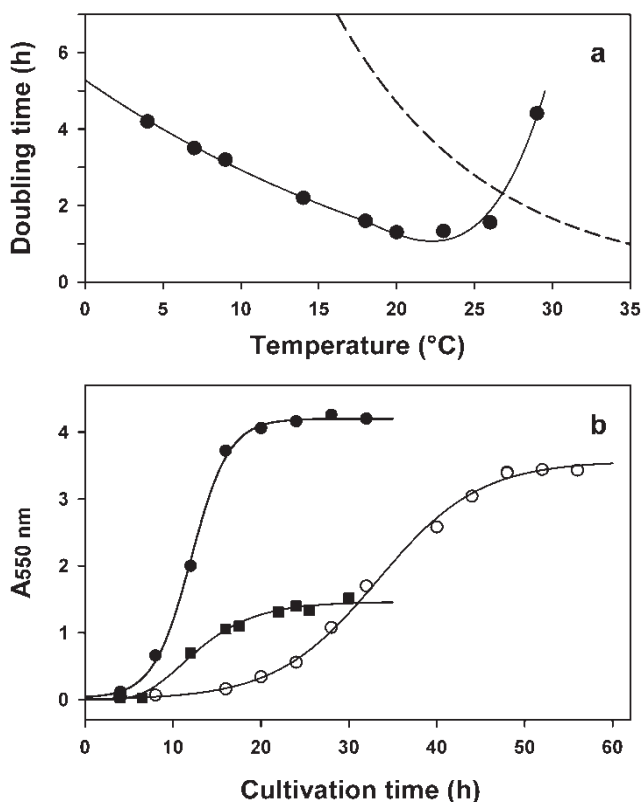 a
Doubling time (h)
6
4
2
0
0 5 10 15 20 25 30 35
Temperature (°C)
b
A550 nm
4
3
2
1
0
0 10 20 30 40 50 60
Cultivation time (h)